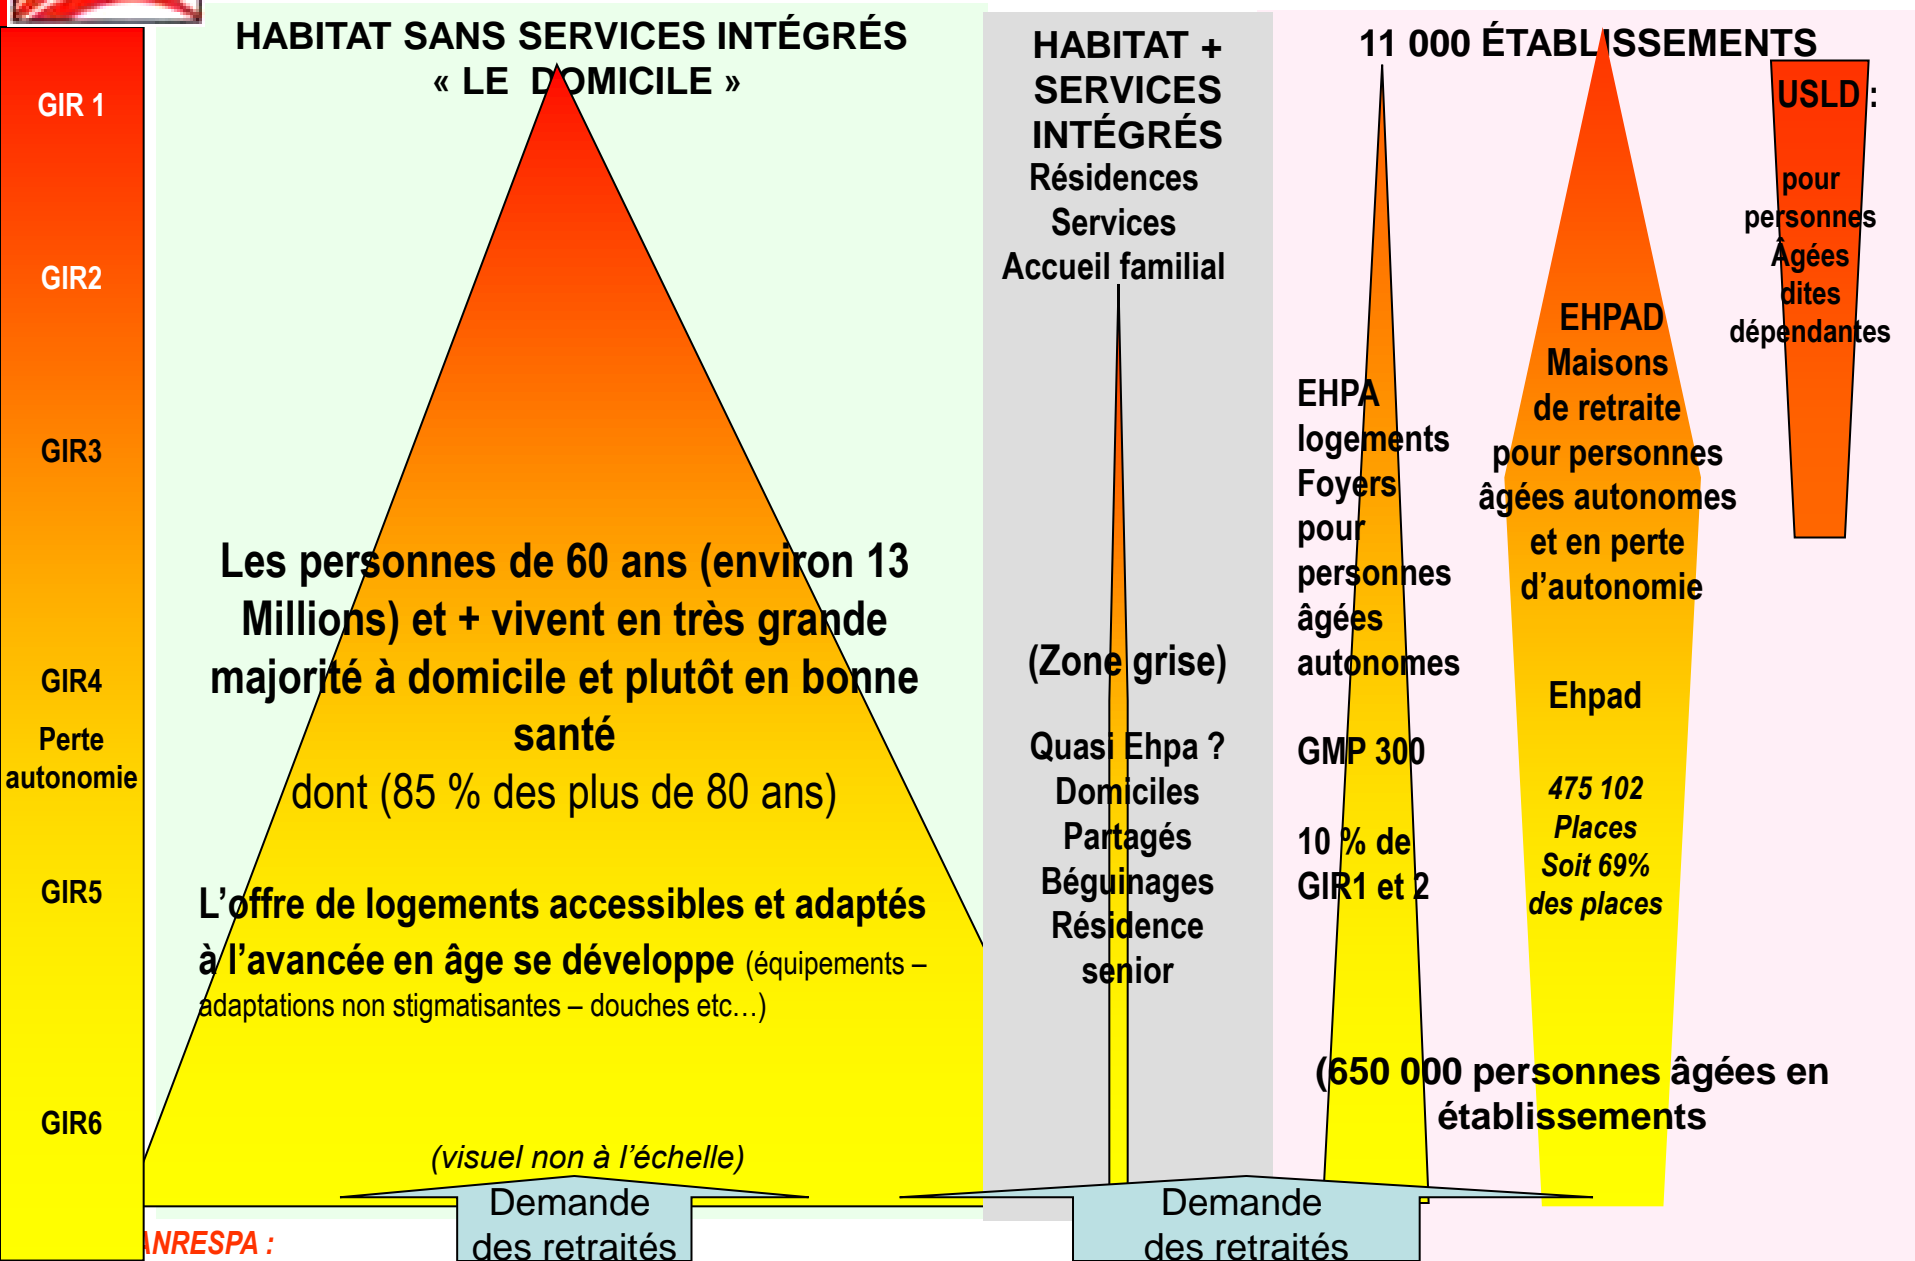 GIR 1
GIR2
GIR3
GIR4
Perte
autonomie
GIR5
GIR6
HABITAT SANS SERVICES INTÉGRÉS
« LE DOMICILE »
Les personnes de 60 ans (environ 13
Millions) et + vivent en très grande
majorité à domicile et plutôt en bonne
santé
dont (85 % des plus de 80 ans)
L'offre de logements accessibles et adaptés
à l'avancée en âge se développe (équipements –
adaptations non stigmatisantes – douches etc…)
(visuel non à l'échelle)
Demande
des retraités
HABITAT +
SERVICES
INTÉGRÉS
Résidences
Services
Accueil familial
(Zone grise)
Quasi Ehpa ?
Domiciles
Partagés
Béguinages
Résidence
senior
11 000 ÉTABLISSEMENTS
EHPA
logements
Foyers
pour
personnes
âgées
autonomes
GMP 300
10 % de
GIR1 et 2
EHPAD
Maisons
de retraite
pour personnes
âgées autonomes
et en perte
d'autonomie
Ehpad
475 102
Places
Soit 69%
des places
USLD :
pour
personnes
Âgées
dites
dépendantes
(650 000 personnes âgées en
établissements
Demande
des retraités
ANRESPA :